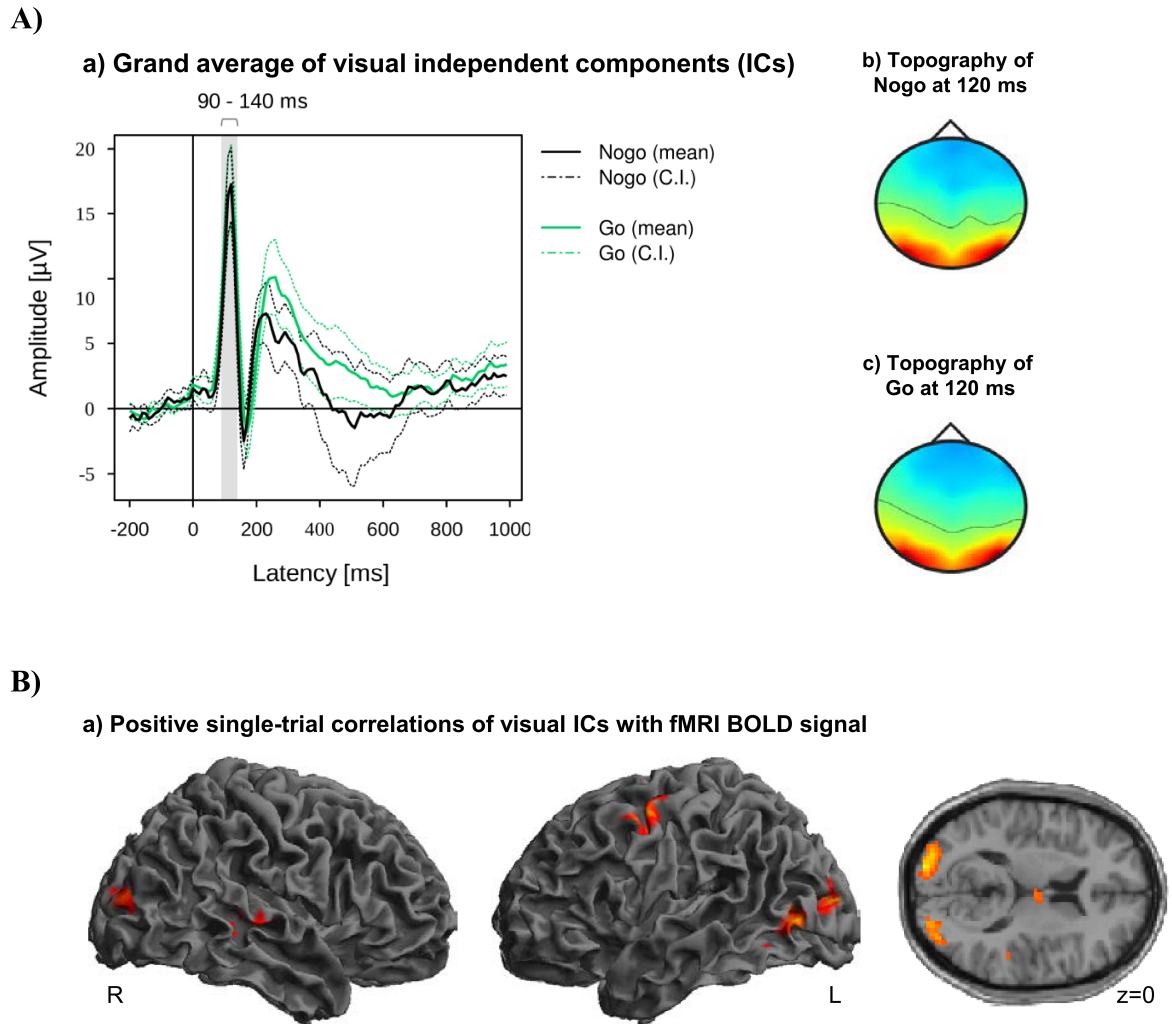 A)
a) Grand average of visual independent components (ICs)
90 - 140 ms
b) Topography of
Nogo at 120 ms
20
15
10
5
0
-5
Amplitude [µV]
-200 0 200 400 600 800 1000
Latency [ms]
Nogo (mean)
Nogo (C.I.)
Go (mean)
Go (C.I.)
c) Topography of
Go at 120 ms
B)
a) Positive single-trial correlations of visual ICs with fMRI BOLD signal
R
L
z=0